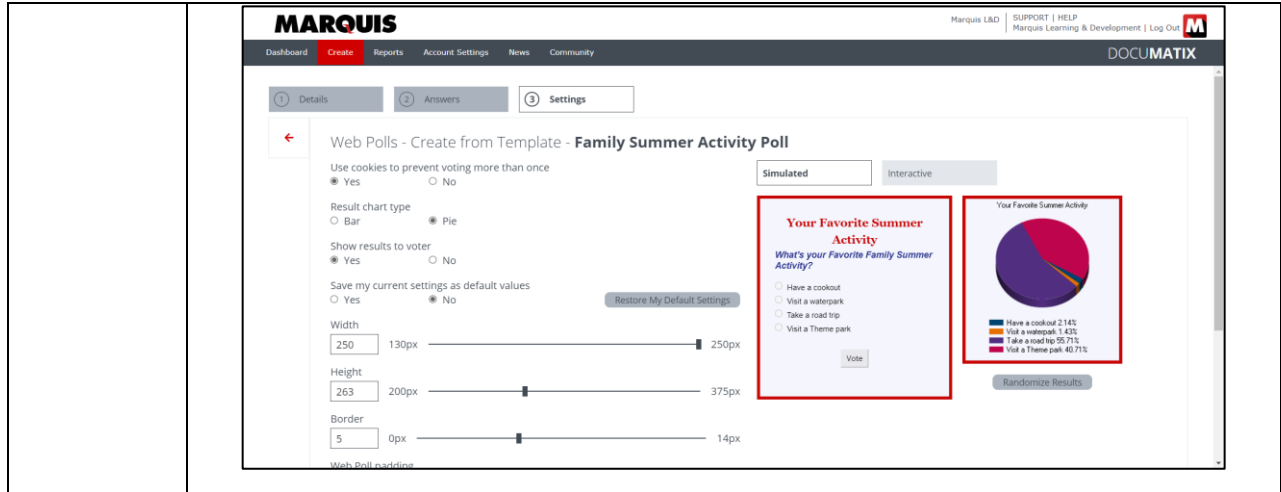 MARQUIS
Marquis L&D
SUPPORT | HELP
Marquis Learning & Development | Log Out
M
Dashboard Create Reports Account Settings News Community
DOCUMATIX
1 Details
2 Answers
3 Settings
Web Polls - Create from Template - Family Summer Activity Poll
Use cookies to prevent voting more than once
Yes No
Result chart type
Bar Pie
Show results to voter
Yes No
Save my current settings as default values
Yes No
Restore My Default Settings
Width
250 130px 250px
Height
263 200px 375px
Border
5 0px 14px
Web Poll padding
Simulated Interactive
Your Favorite Summer
Activity
What's your Favorite Family Summer
Activity?
Have a cookout
Visit a waterpark
Take a road trip
Visit a Theme park
Vote
Your Favorite Summer Activity
Have a cookout 2.14%
Visit a waterpark 1.43%
Take a road trip 55.71%
Visit a Theme park 40.71%
Randomize Results